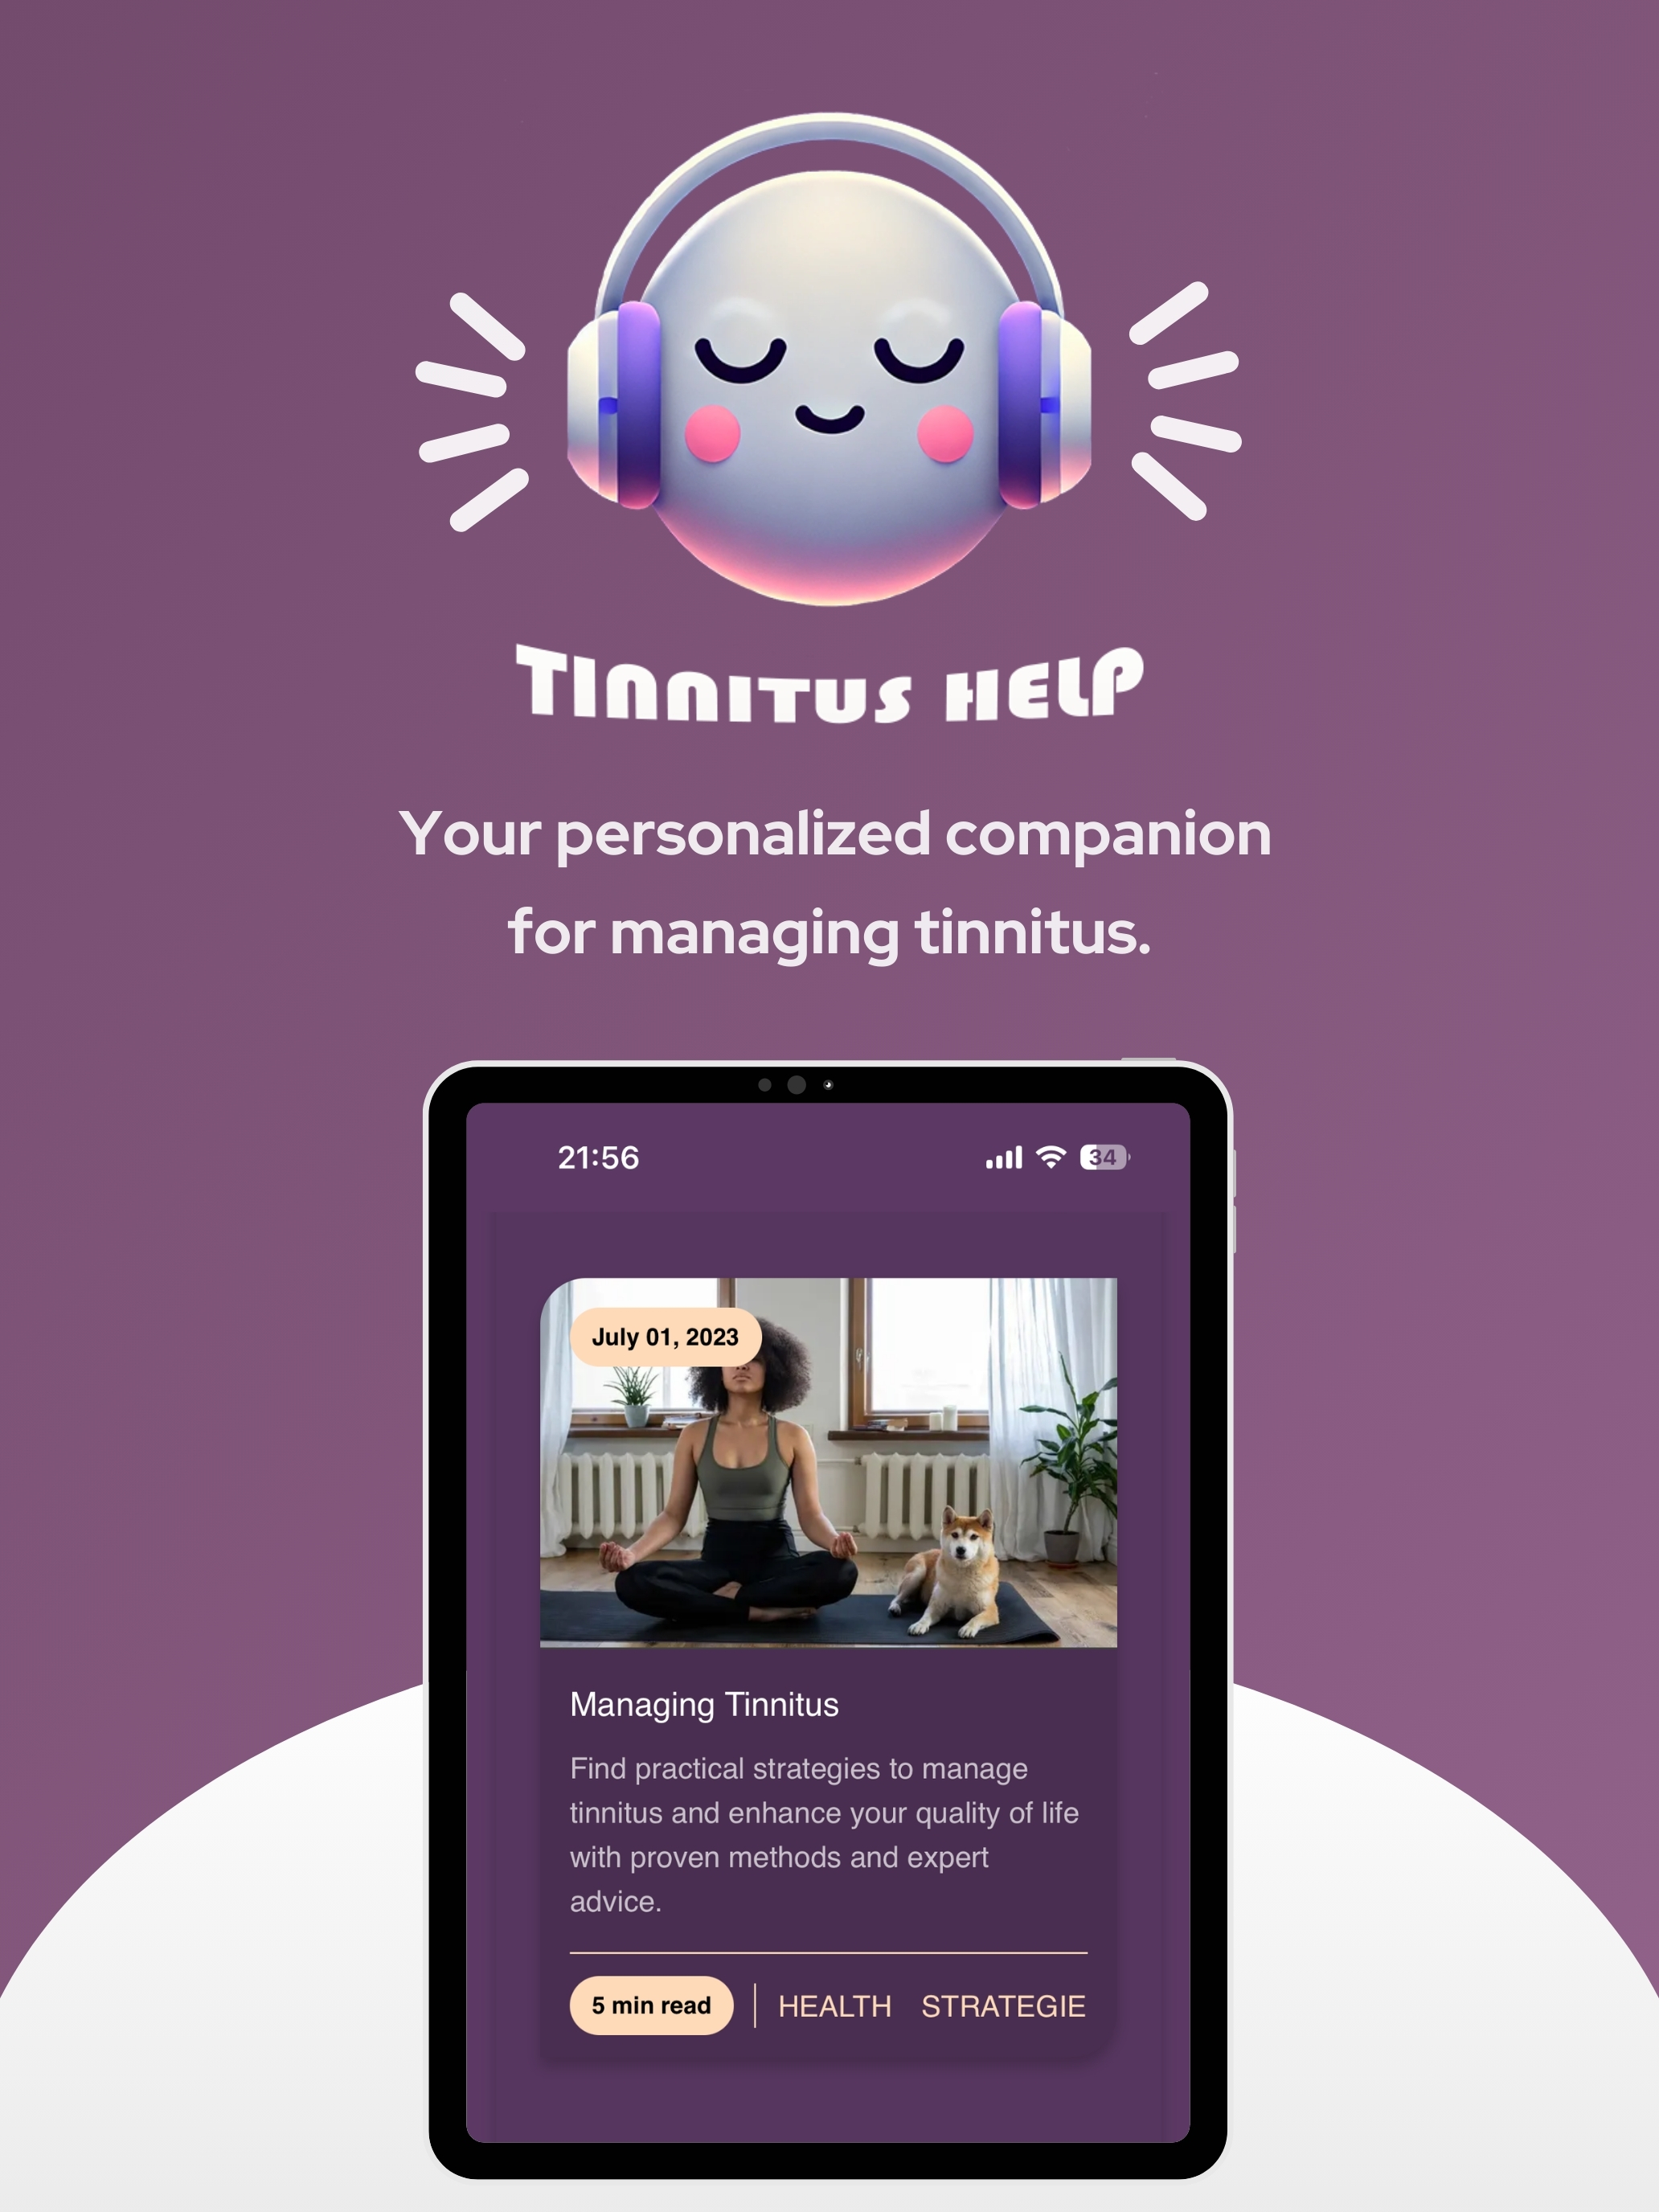 TINNITUS HELP
Your personalized companion
for managing tinnitus.
21:56
34
July 01, 2023
Managing Tinnitus
Find practical strategies to manage
tinnitus and enhance your quality of life
with proven methods and expert
advice.
5 min read
HEALTH STRATEGIE